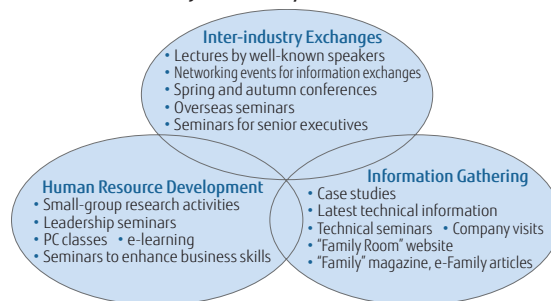 Inter-industry Exchanges
• Lectures by well-known speakers
• Networking events for information exchanges
• Spring and autumn conferences
• Overseas seminars
• Seminars for senior executives
Human Resource Development
• Small-group research activities
• Leadership seminars
• PC classes • e-learning
• Seminars to enhance business skills
Information Gathering
• Case studies
• Latest technical information
• Technical seminars • Company visits
• "Family Room" website
• "Family" magazine, e-Family articles